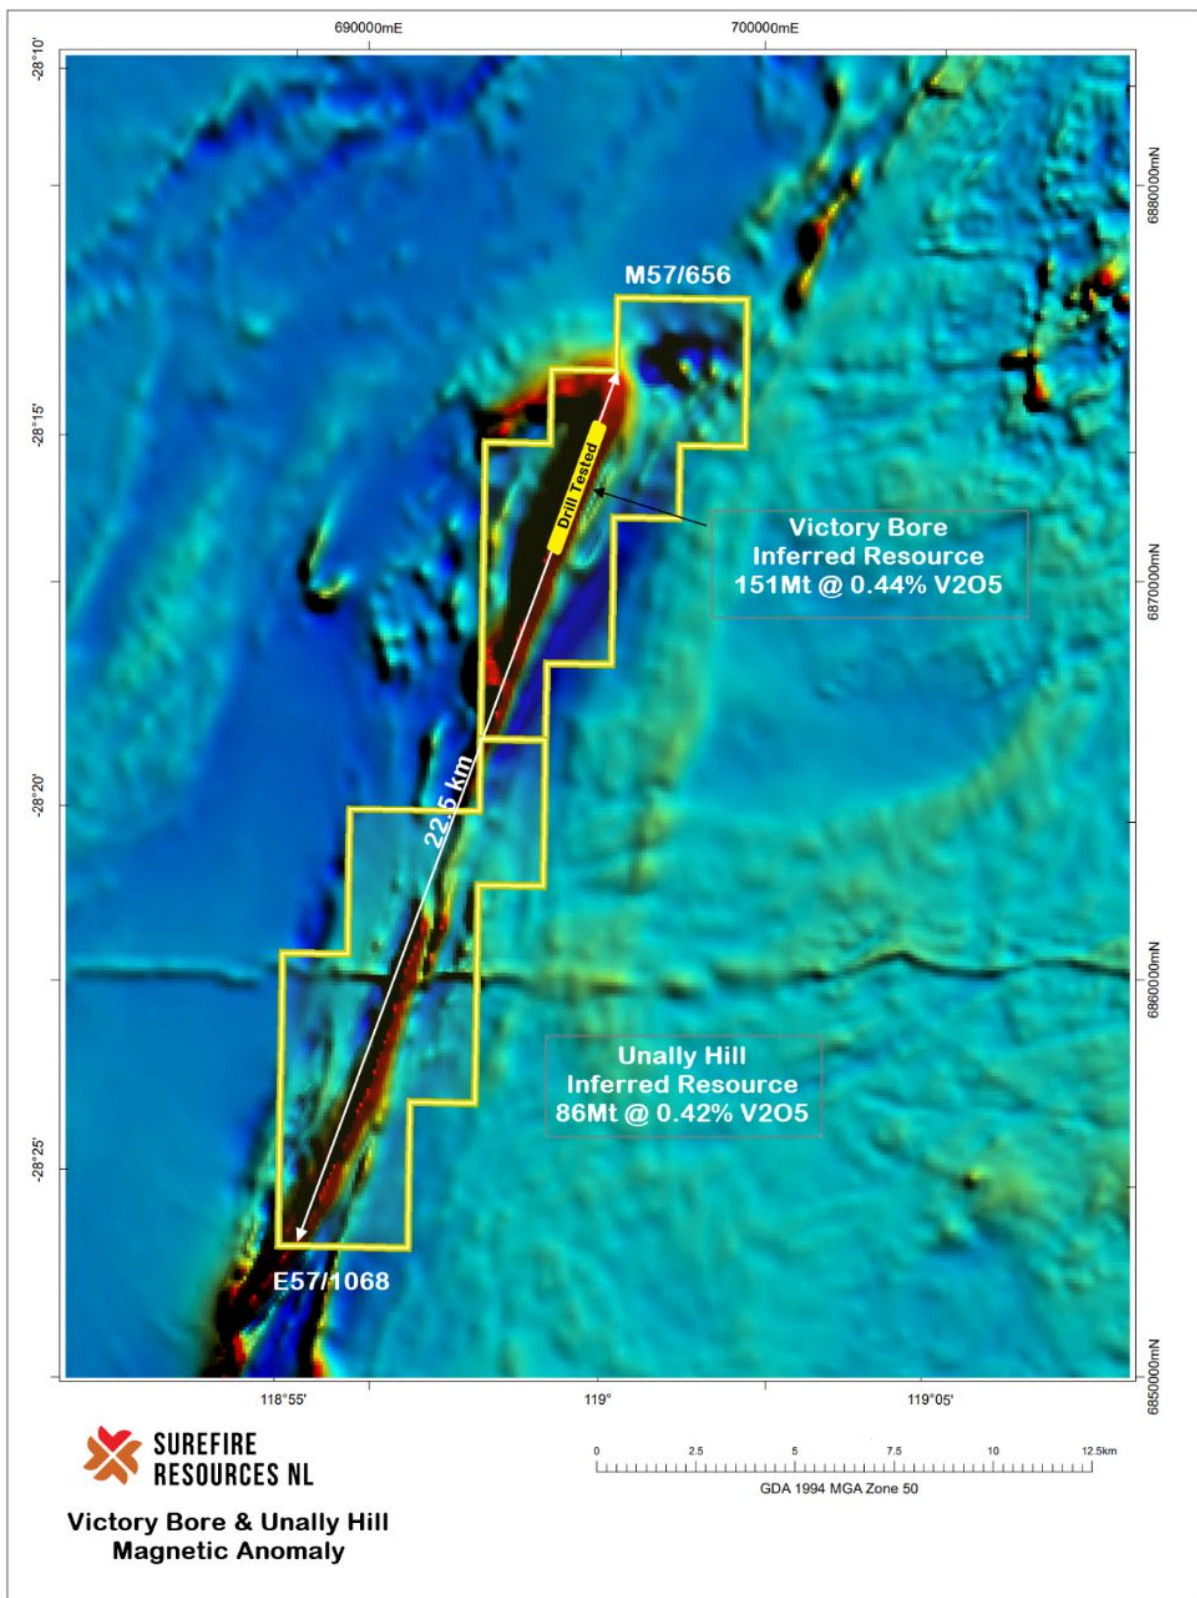 690000mE
700000mE
-28°10'
6880000mN
M57/656
-28°15'
Drill Tested
Victory Bore
Inferred Resource
151Mt @ 0.44% V2O5
6870000mN
22.5 km
-28°20'
6860000mN
Unally Hill
Inferred Resource
86Mt @ 0.42% V2O5
-28°25'
E57/1068
6850000mN
118°55'
119°
119°05'
SUREFIRE
RESOURCES NL
0
2.5
5
7.5
10
12.5km
GDA 1994 MGA Zone 50
Victory Bore & Unally Hill
Magnetic Anomaly